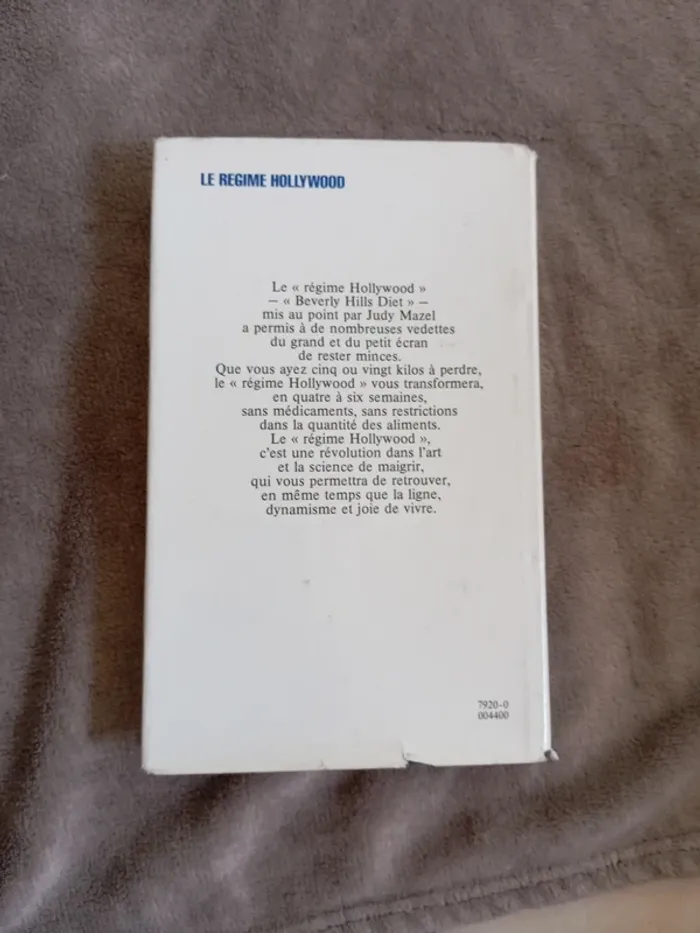 LE REGIME HOLLYWOOD
Le « régime Hollywood »
— « Beverly Hills Diet » —
mis au point par Judy Mazel
a permis à de nombreuses vedettes
du grand et du petit écran
de rester minces.
Que vous ayez cinq ou vingt kilos à perdre,
le « régime Hollywood » vous transformera,
en quatre à six semaines,
sans médicaments, sans restrictions
dans la quantité des aliments.
Le « régime Hollywood »,
c'est une révolution dans l'art
et la science de maigrir,
qui vous permettra de retrouver,
en même temps que la ligne,
dynamisme et joie de vivre.
7920-0
004400